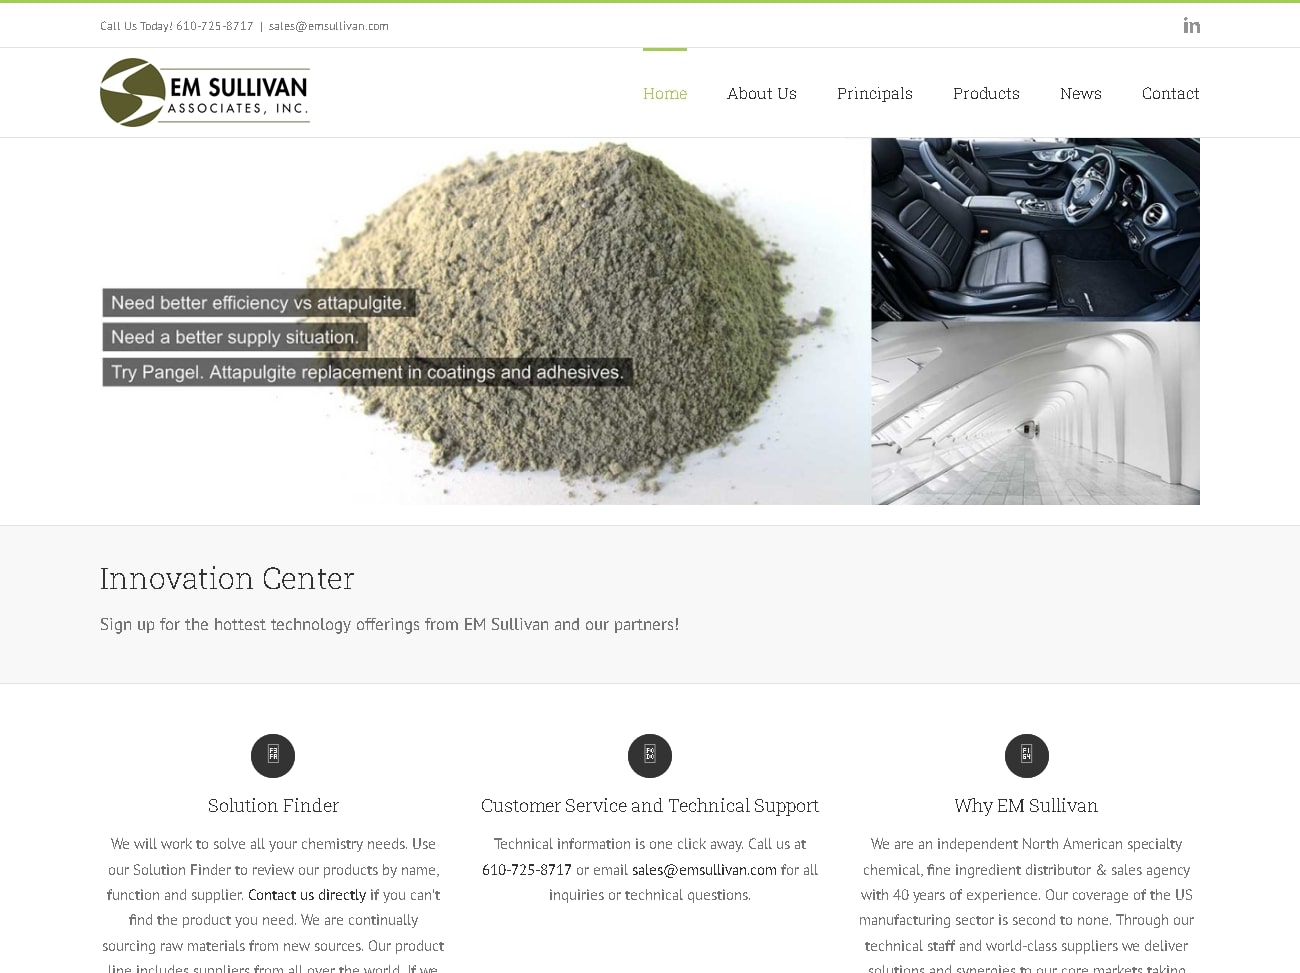 Call Us Today! 610-725-8717 | sales@emsullivan.com
in
EM SULLIVAN
ASSOCIATES, INC.
Home About Us Principals Products News Contact
Need better efficiency vs attapulgite.
Need a better supply situation.
Try Pangel. Attapulgite replacement in coatings and adhesives.
Innovation Center
Sign up for the hottest technology offerings from EM Sullivan and our partners!
Solution Finder
We will work to solve all your chemistry needs. Use
our Solution Finder to review our products by name,
function and supplier. Contact us directly if you can't
find the product you need. We are continually
sourcing raw materials from new sources. Our product
line includes suppliers from all over the world. If we
Customer Service and Technical Support
Technical information is one click away. Call us at
610-725-8717 or email sales@emsullivan.com for all
inquiries or technical questions.
Why EM Sullivan
We are an independent North American specialty
chemical, fine ingredient distributor & sales agency
with 40 years of experience. Our coverage of the US
manufacturing sector is second to none. Through our
technical staff and world-class suppliers we deliver
solutions and synergies to our core markets taking